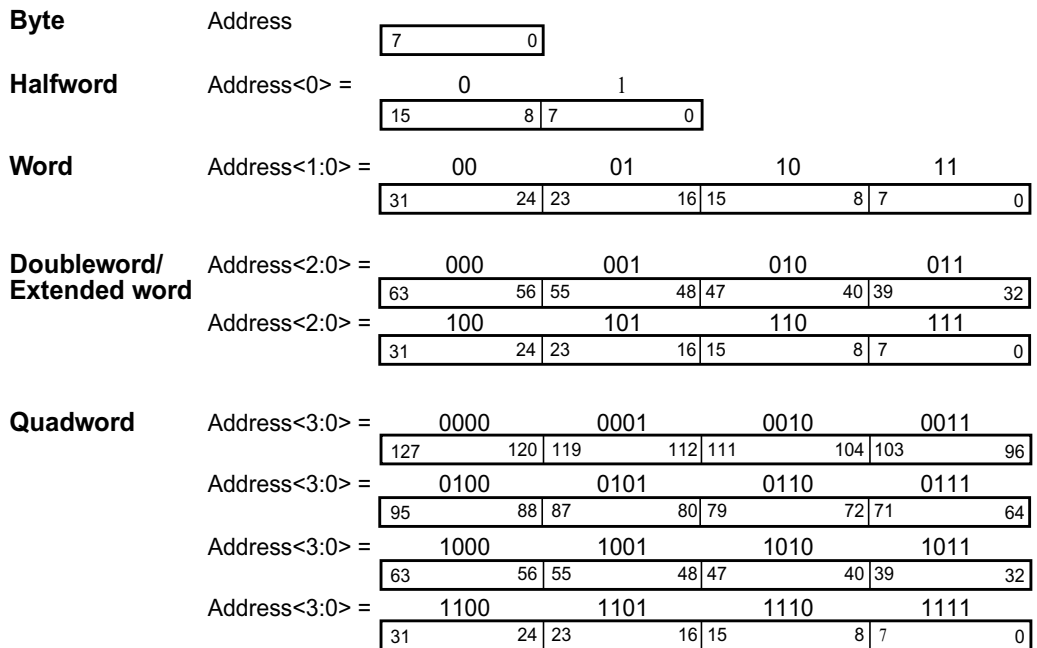 Byte Address
7 0
Halfword Address<0> = 0 1
15 8 7 0
Word Address<1:0> = 00 01 10 11
31 24 23 16 15 8 7 0
Doubleword/ Address<2:0> = 000 001 010 011
Extended word 63 56 55 48 47 40 39 32
Address<2:0> = 100 101 110 111
31 24 23 16 15 8 7 0
Quadword Address<3:0> = 0000 0001 0010 0011
127 120 119 112 111 104 103 96
Address<3:0> = 0100 0101 0110 0111
95 88 87 80 79 72 71 64
Address<3:0> = 1000 1001 1010 1011
63 56 55 48 47 40 39 32
Address<3:0> = 1100 1101 1110 1111
31 24 23 16 15 8 7 0